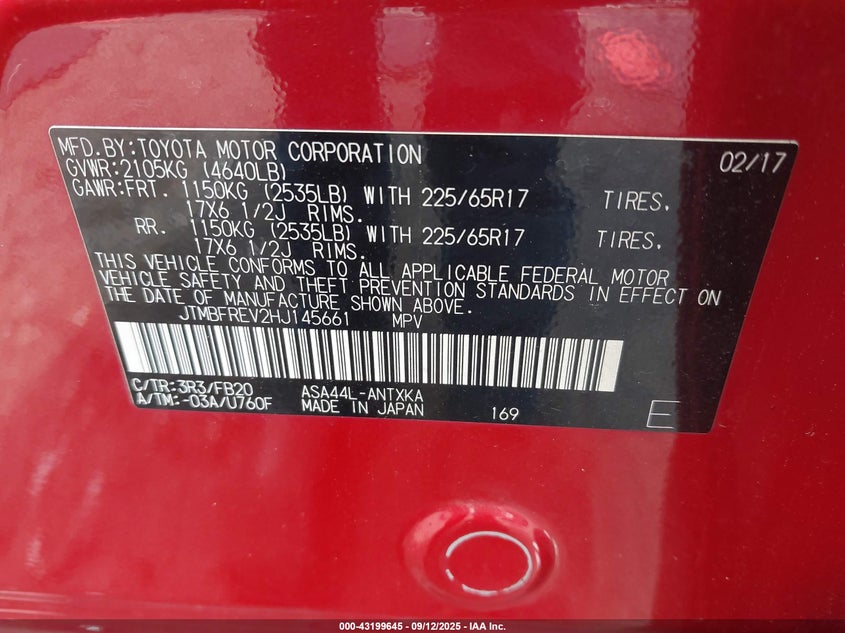 MFD.BY:TOYOTA MOTOR CORPORATION 02/17
GVWR:2105KG (4640LB)
GAWR:FRT. 1150KG (2535LB) WITH 225/65R17 TIRES.
17X6 1/2J RIMS.
RR. 1150KG (2535LB) WITH 225/65R17 TIRES.
17X6 1/2J RIMS.
THIS VEHICLE CONFORMS TO ALL APPLICABLE FEDERAL MOTOR
VEHICLE SAFETY AND THEFT PREVENTION STANDARDS IN EFFECT ON
THE DATE OF MANUFACTURE SHOWN ABOVE.
JTMBFREV2HJ145661 MPV
C/TR:3R3/FB20 ASA44L-ANTXKA
A/TM:-03A/U760F MADE IN JAPAN 169 E
000-43199645 - 09/12/2025 - IAA Inc.